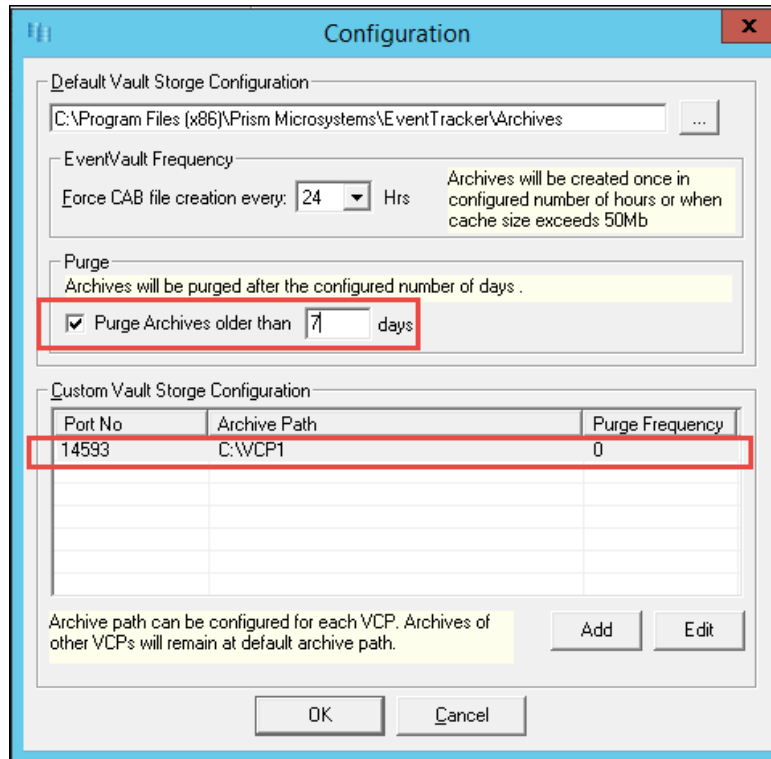 Configuration
x
Default Vault Storge Configuration
C:\Program Files (x86)\Prism Microsystems\EventTracker\Archives
...
EventVault Frequency
Force CAB file creation every: 24 Hrs
Archives will be created once in
configured number of hours or when
cache size exceeds 50Mb
Purge
Archives will be purged after the configured number of days .
Purge Archives older than 7 days
Custom Vault Storge Configuration
Port No Archive Path Purge Frequency
14593 C:\VCP1 0
Archive path can be configured for each VCP. Archives of
other VCPs will remain at default archive path.
Add Edit
OK Cancel